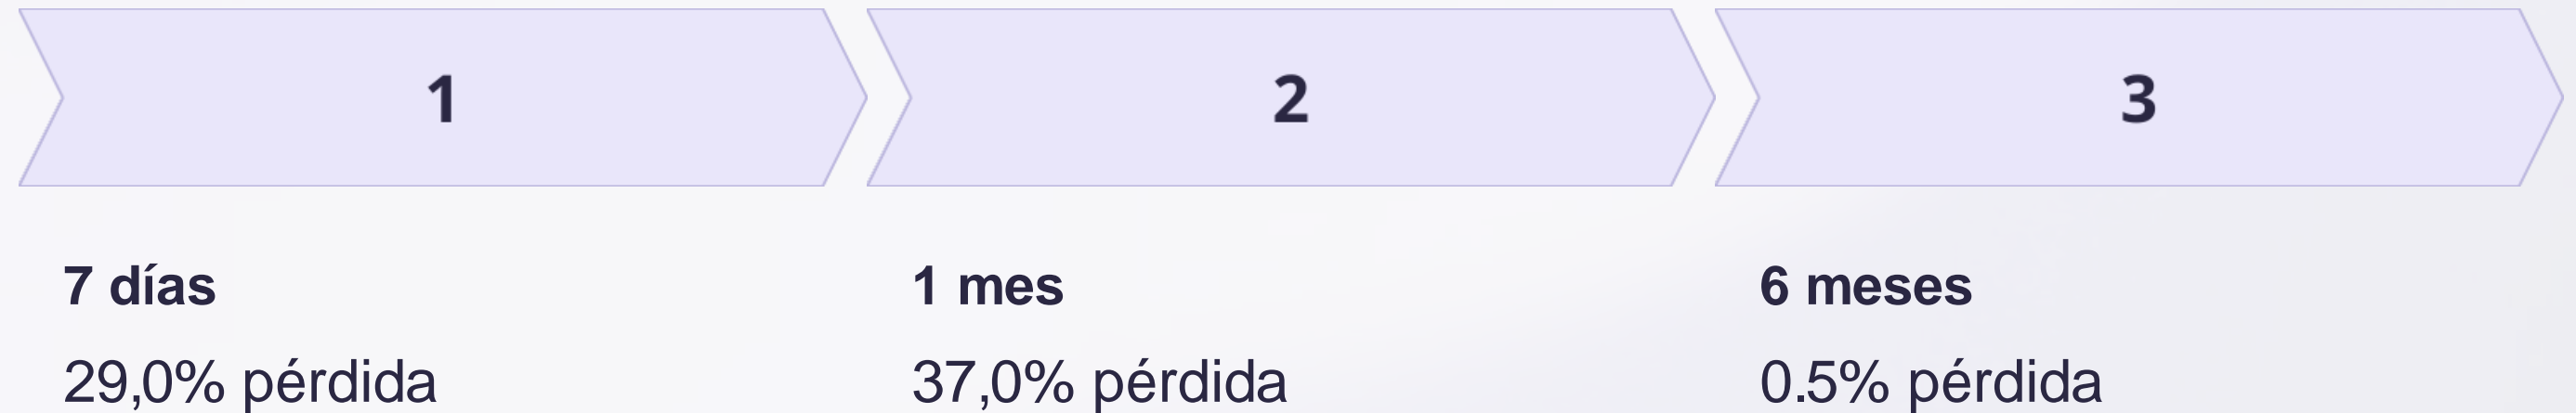 1
2
3
7 días
29,0% pérdida
1 mes
37,0% pérdida
6 meses
0.5% pérdida